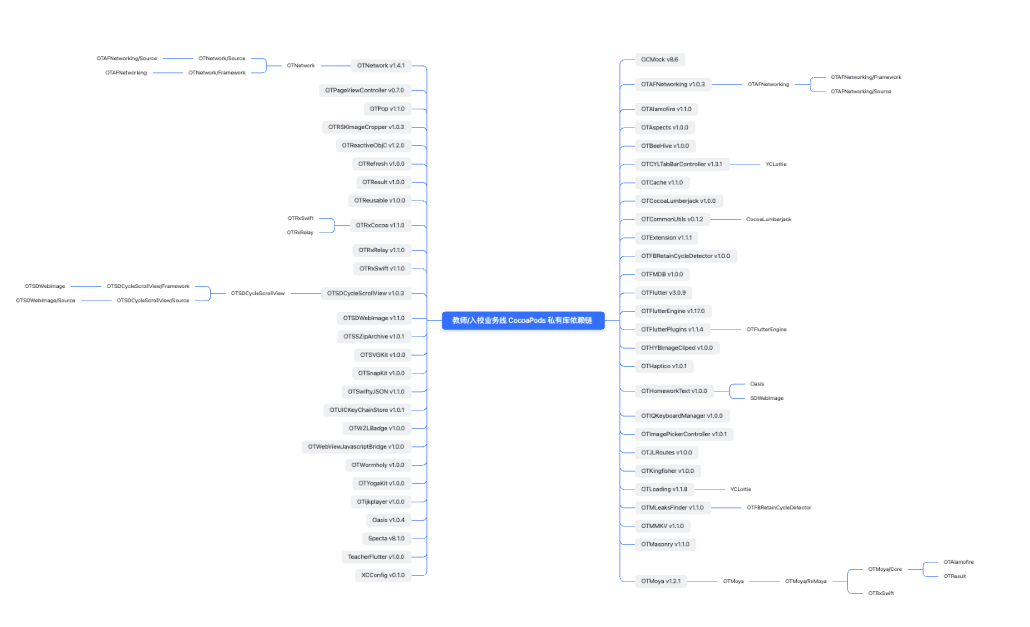 教师/入校业务线 CocoaPods 私有库依赖链
OTAFNetworking/Source
OTNetwork/Source
OTAFNetworking
OTNetwork/Framework
OTNetwork
OTNetwork v1.4.1
OTPageViewController v0.7.0
OTPop v1.1.0
OTRSKImageCropper v1.0.3
OTReactiveObjC v1.2.0
OTRefresh v1.0.0
OTResult v1.0.0
OTReusable v1.0.0
OTRxSwift
OTRxRelay
OTRxCocoa v1.1.0
OTRxRelay v1.1.0
OTRxSwift v1.1.0
OTSDWebImage
OTSDCycleScrollView/Framework
OTSDWebImage/Source
OTSDCycleScrollView/Source
OTSDCycleScrollView
OTSDCycleScrollView v1.0.3
OTSDWebImage v1.1.0
OTSSZipArchive v1.0.1
OTSVGKit v1.0.0
OTSnapKit v1.0.0
OTSwiftyJSON v1.1.0
OTUICKeyChainStore v1.0.1
OTWZLBadge v1.0.0
OTWebViewJavascriptBridge v1.0.0
OTWormholy v1.0.0
OTYogaKit v1.0.0
OTijkplayer v1.0.0
Oasis v1.0.4
Specta v8.1.0
TeacherFlutter v1.0.0
XCConfig v0.1.0
OCMock v8.6
OTAFNetworking v1.0.3
OTAFNetworking
OTAFNetworking/Framework
OTAFNetworking/Source
OTAlamofire v1.1.0
OTAspects v1.0.0
OTBeeHive v1.0.0
OTCYLTabBarController v1.3.1
YCLottie
OTCache v1.1.0
OTCocoaLumberjack v1.0.0
OTCommonUtils v0.1.2
CocoaLumberjack
OTExtension v1.1.1
OTFBRetainCycleDetector v1.0.0
OTFMDB v1.0.0
OTFlutter v3.0.9
OTFlutterEngine v1.17.0
OTFlutterPlugins v1.1.4
OTFlutterEngine
OTHYBImageCliped v1.0.0
OTHaptico v1.0.1
OTHomeworkText v1.0.0
Oasis
SDWebImage
OTIQKeyboardManager v1.0.0
OTImagePickerController v1.0.1
OTJLRoutes v1.0.0
OTKingfisher v1.0.0
OTLoading v1.1.8
YCLottie
OTMLeaksFinder v1.1.0
OTFBRetainCycleDetector
OTMMKV v1.1.0
OTMasonry v1.1.0
OTMoya v1.2.1
OTMoya
OTMoya/RxMoya
OTMoya/Core
OTAlamofire
OTResult
OTRxSwift